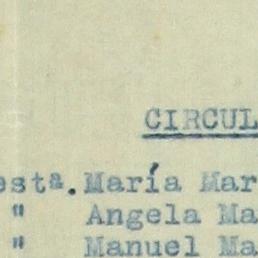 CIRCUL
estª. María Mar
" Angela Ma
" Manuel Ma